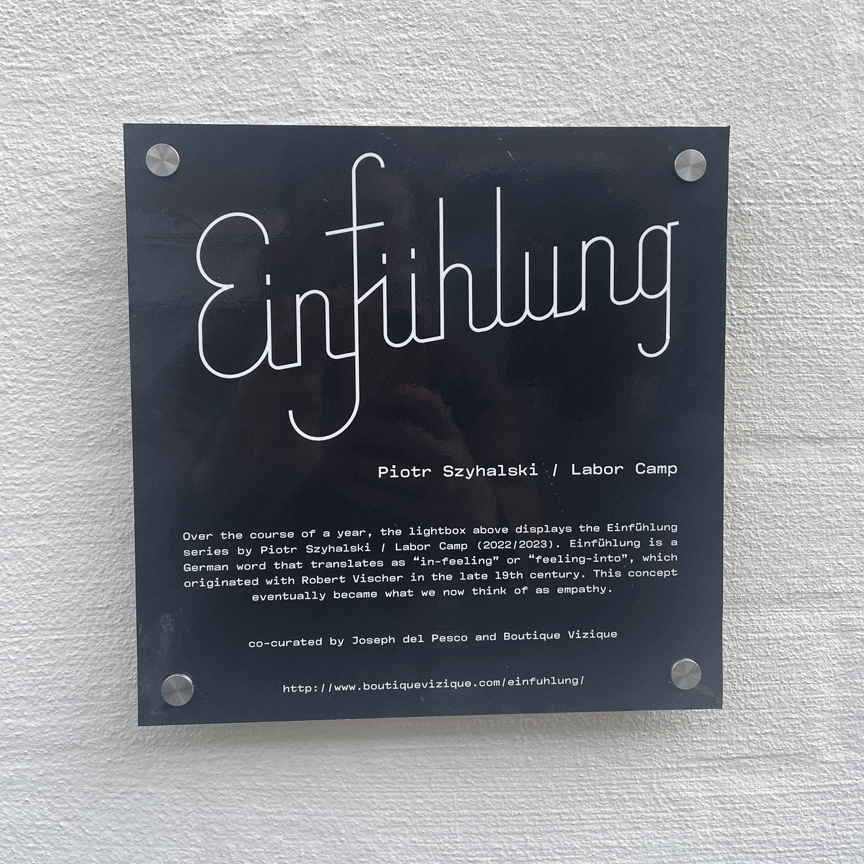 Einfühlung
Piotr Szyhalski / Labor Camp
Over the course of a year, the lightbox above displays the Einfühlung
series by Piotr Szyhalski / Labor Camp (2022/2023). Einfühlung is a
German word that translates as “in-feeling” or “feeling-into”, which
originated with Robert Vischer in the late 19th century. This concept
eventually became what we now think of as empathy.
co-curated by Joseph del Pesco and Boutique Vizique
http://www.boutiquevizique.com/einfuhlung/